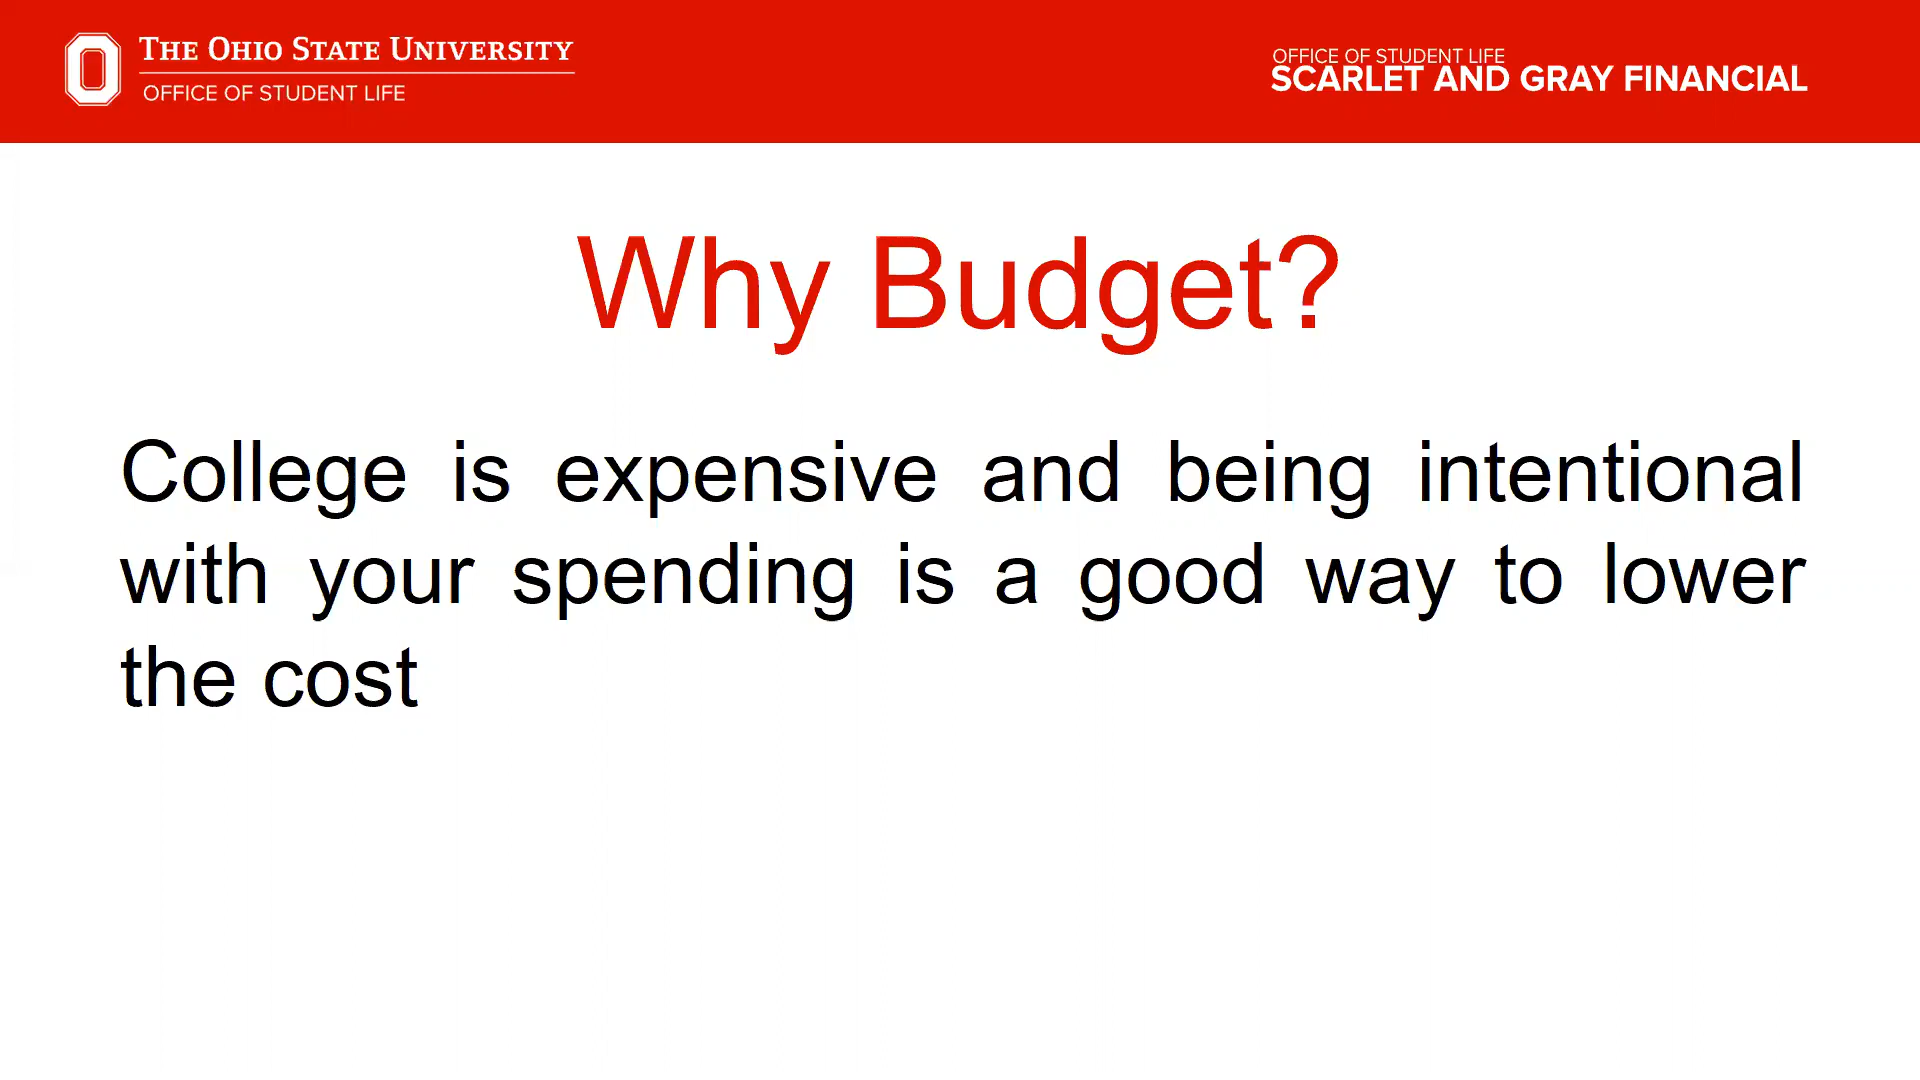 THE OHIO STATE UNIVERSITY
OFFICE OF STUDENT LIFE
OFFICE OF STUDENT LIFE
SCARLET AND GRAY FINANCIAL
Why Budget?
College is expensive and being intentional
with your spending is a good way to lower
the cost